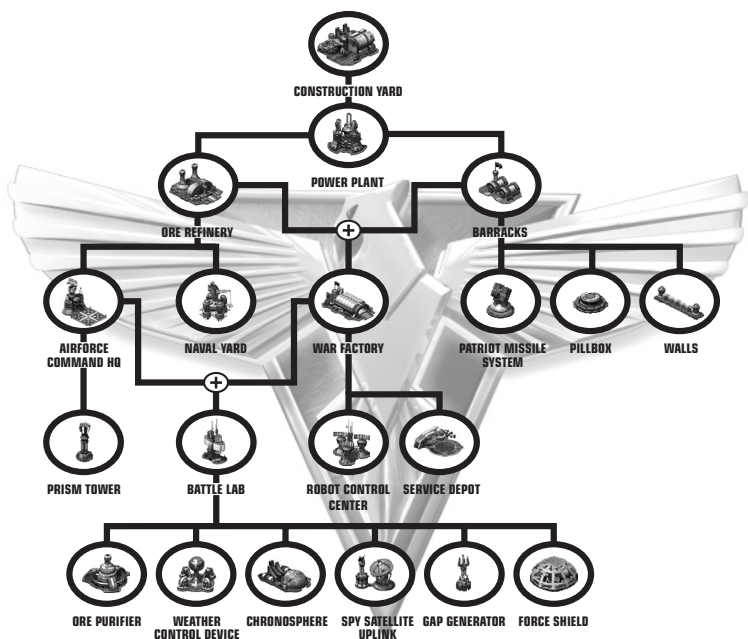 CONSTRUCTION YARD
POWER PLANT
ORE REFINERY
+
BARRACKS
AIRFORCE
COMMAND HQ
NAVAL YARD
WAR FACTORY
PATRIOT MISSILE
SYSTEM
PILLBOX
WALLS
+
PRISM TOWER
BATTLE LAB
ROBOT CONTROL
CENTER
SERVICE DEPOT
ORE PURIFIER
WEATHER
CONTROL DEVICE
CHRONOSPHERE
SPY SATELLITE
UPLINK
GAP GENERATOR
FORCE SHIELD